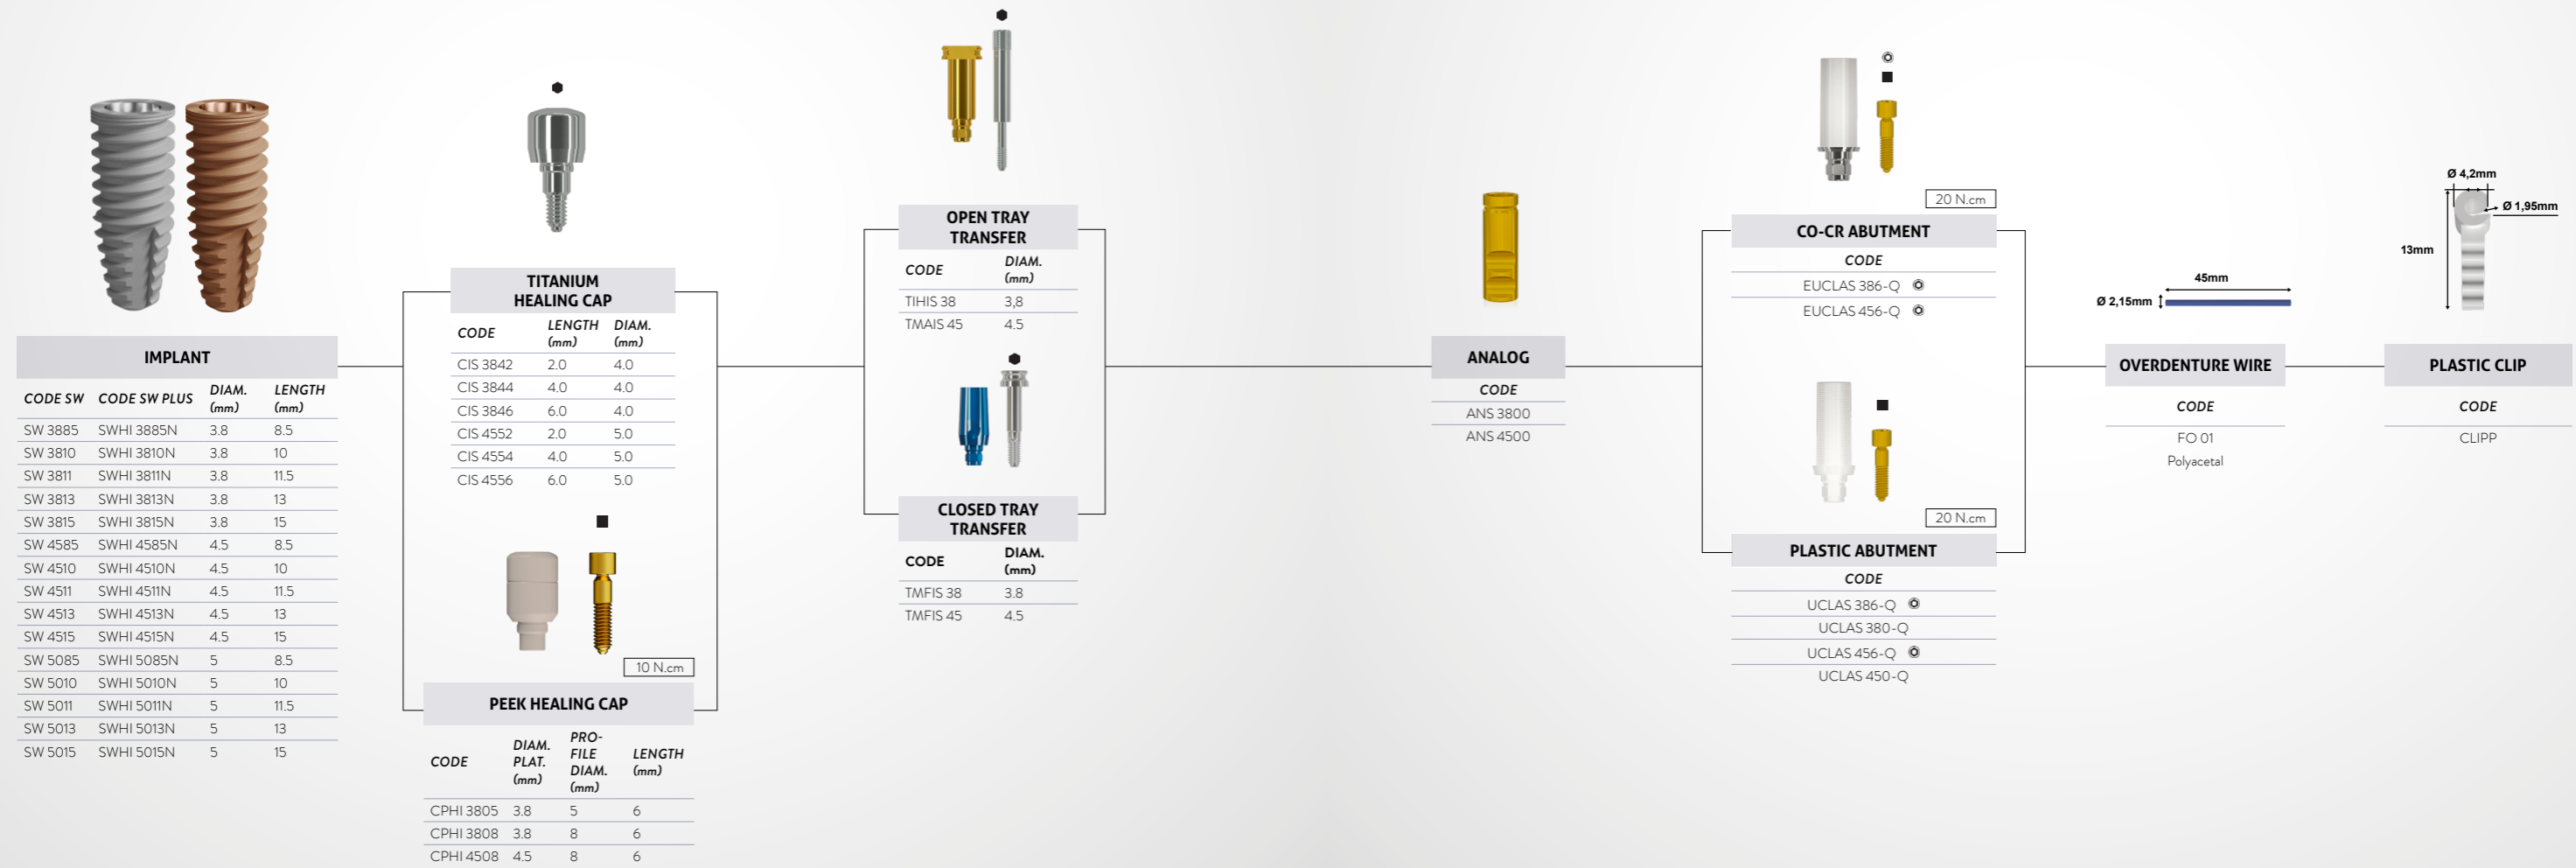 IMPLANT
CODE SW CODE SW PLUS DIAM. (mm) LENGTH (mm)
SW 3885 SWHI 3885N 3.8 8.5
SW 3810 SWHI 3810N 3.8 10
SW 3811 SWHI 3811N 3.8 11.5
SW 3813 SWHI 3813N 3.8 13
SW 3815 SWHI 3815N 3.8 15
SW 4585 SWHI 4585N 4.5 8.5
SW 4510 SWHI 4510N 4.5 10
SW 4511 SWHI 4511N 4.5 11.5
SW 4513 SWHI 4513N 4.5 13
SW 4515 SWHI 4515N 4.5 15
SW 5085 SWHI 5085N 5 8.5
SW 5010 SWHI 5010N 5 10
SW 5011 SWHI 5011N 5 11.5
SW 5013 SWHI 5013N 5 13
SW 5015 SWHI 5015N 5 15
TITANIUM
HEALING CAP
CODE LENGTH (mm) DIAM. (mm)
CIS 3842 2.0 4.0
CIS 3844 4.0 4.0
CIS 3846 6.0 4.0
CIS 4552 2.0 5.0
CIS 4554 4.0 5.0
CIS 4556 6.0 5.0
10 N.cm
PEEK HEALING CAP
CODE DIAM. PLAT. (mm) PRO-FILE DIAM. (mm) LENGTH (mm)
CPHI 3805 3.8 5 6
CPHI 3808 3.8 8 6
CPHI 4508 4.5 8 6
OPEN TRAY
TRANSFER
CODE DIAM. (mm)
TIHIS 38 3,8
TMAIS 45 4.5
CLOSED TRAY
TRANSFER
CODE DIAM. (mm)
TMFIS 38 3.8
TMFIS 45 4.5
ANALOG
CODE
ANS 3800
ANS 4500
20 N.cm
CO-CR ABUTMENT
CODE
EUCLAS 386-Q
EUCLAS 456-Q
20 N.cm
PLASTIC ABUTMENT
CODE
UCLAS 386-Q
UCLAS 380-Q
UCLAS 456-Q
UCLAS 450-Q
45mm
Ø 2,15mm
OVERDENTURE WIRE
CODE
FO 01
Polyacetal
Ø 4,2mm
Ø 1,95mm
13mm
PLASTIC CLIP
CODE
CLIPP